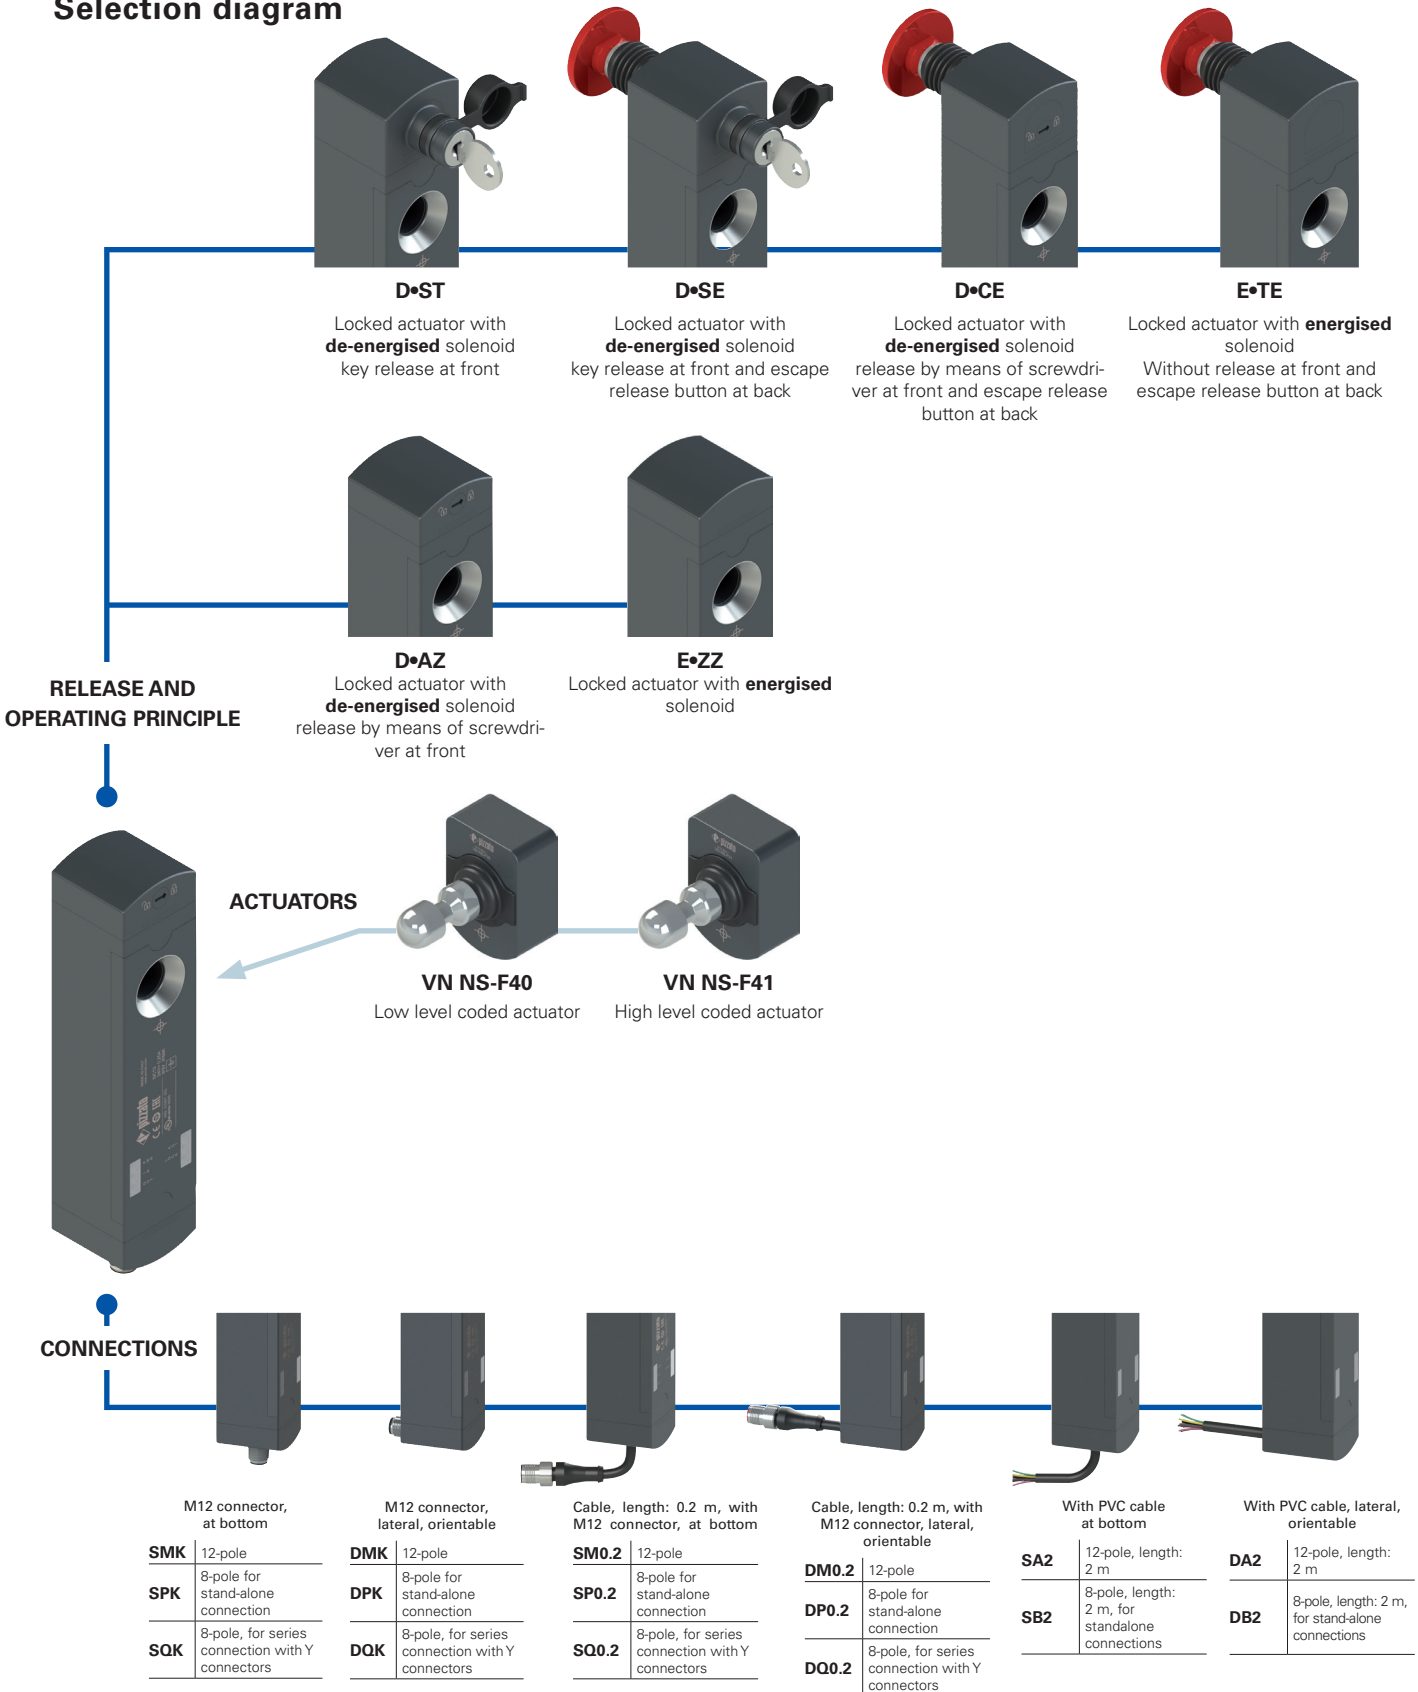 Selection diagram
D•ST
Locked actuator with
de-energised solenoid
key release at front
D•SE
Locked actuator with
de-energised solenoid
key release at front and escape
release button at back
D•CE
Locked actuator with
de-energised solenoid
release by means of screwdri-
ver at front and escape release
button at back
E•TE
Locked actuator with energised
solenoid
Without release at front and
escape release button at back
D•AZ
Locked actuator with
de-energised solenoid
release by means of screwdri-
ver at front
E•ZZ
Locked actuator with energised
solenoid
RELEASE AND
OPERATING PRINCIPLE
ACTUATORS
pizzato
VN NS-F40
Low level coded actuator
pizzato
VN NS-F41
High level coded actuator
pizzato
CONNECTIONS
M12 connector,
at bottom
SMK 12-pole
SPK 8-pole for
stand-alone
connection
SQK 8-pole, for series
connection with Y
connectors
M12 connector,
lateral, orientable
DMK 12-pole
DPK 8-pole for
stand-alone
connection
DQK 8-pole, for series
connection with Y
connectors
Cable, length: 0.2 m, with
M12 connector, at bottom
SM0.2 12-pole
SP0.2 8-pole for
stand-alone
connection
SQ0.2 8-pole, for series
connection with Y
connectors
Cable, length: 0.2 m, with
M12 connector, lateral,
orientable
DM0.2 12-pole
DP0.2 8-pole for
stand-alone
connection
DQ0.2 8-pole, for series
connection with Y
connectors
With PVC cable
at bottom
SA2 12-pole, length:
2 m
SB2 8-pole, length:
2 m, for
standalone
connections
With PVC cable, lateral,
orientable
DA2 12-pole, length:
2 m
DB2 8-pole, length: 2 m,
for stand-alone
connections